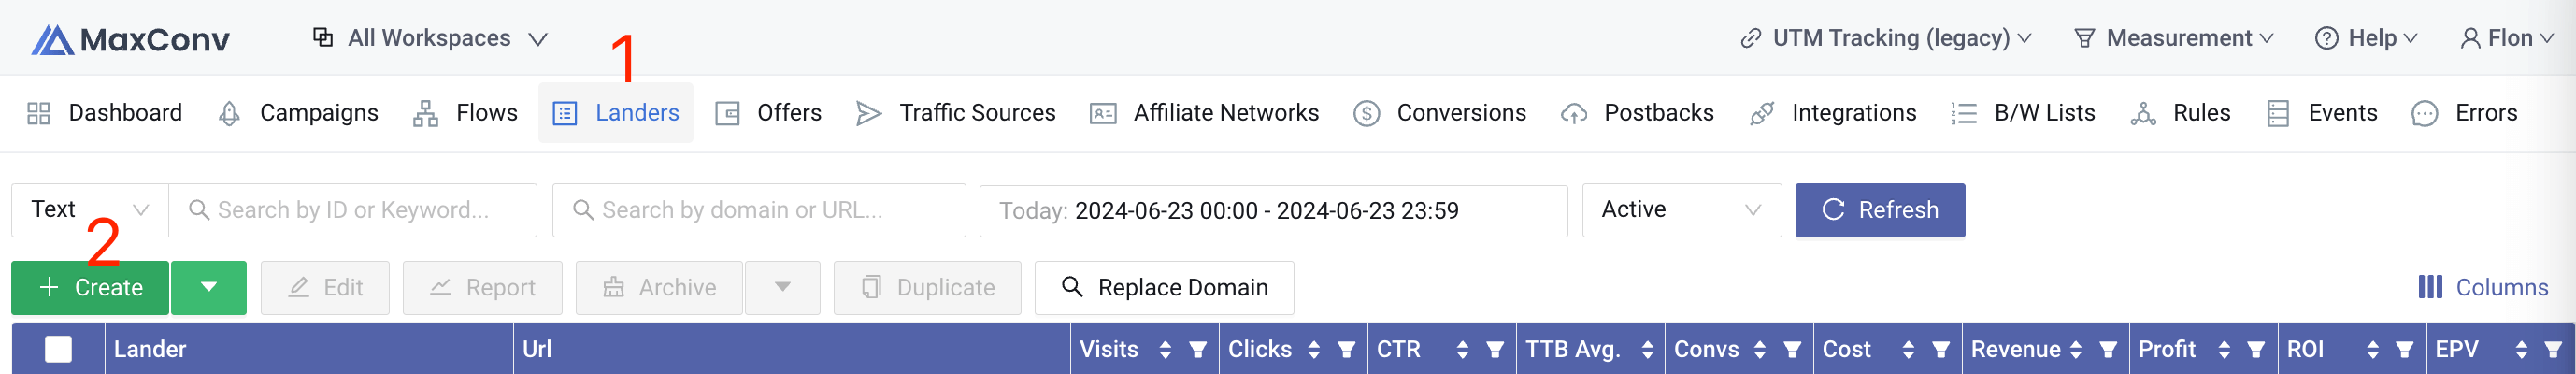 MaxConv All Workspaces UTM Tracking (legacy) Measurement Help Flon
1
Dashboard Campaigns Flows Landers Offers Traffic Sources Affiliate Networks Conversions Postbacks Integrations B/W Lists Rules Events Errors
Text Search by ID or Keyword... Search by domain or URL... Today: 2024-06-23 00:00 - 2024-06-23 23:59 Active Refresh
2
+ Create Edit Report Archive Duplicate Replace Domain Columns
Lander Url Visits Clicks CTR TTB Avg. Convs Cost Revenue Profit ROI EPV